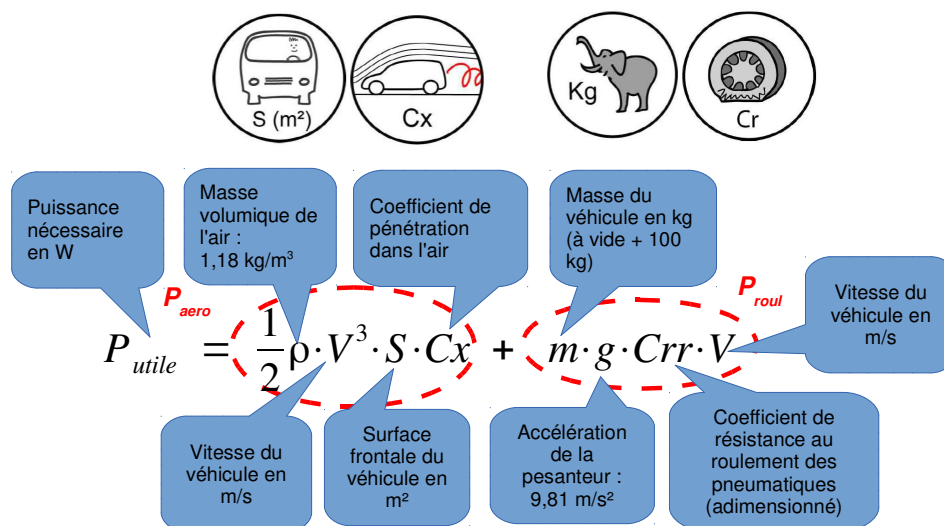 S (m²)
Cx
Kg
Cr
Puissance
nécessaire
en W
Masse
volumique de
l'air :
1,18 kg/m³
Coefficient de
pénétration
dans l'air
Masse du
véhicule en kg
(à vide + 100
kg)
Vitesse du
véhicule en
m/s
P aero
P roul
P utile = 1/2 ρ · V³ · S · Cx + m · g · Crr · V
Vitesse du
véhicule en
m/s
Surface
frontale du
véhicule en
m²
Accélération
de la
pesanteur :
9,81 m/s²
Coefficient de
résistance au
roulement des
pneumatiques
(adimensionné)